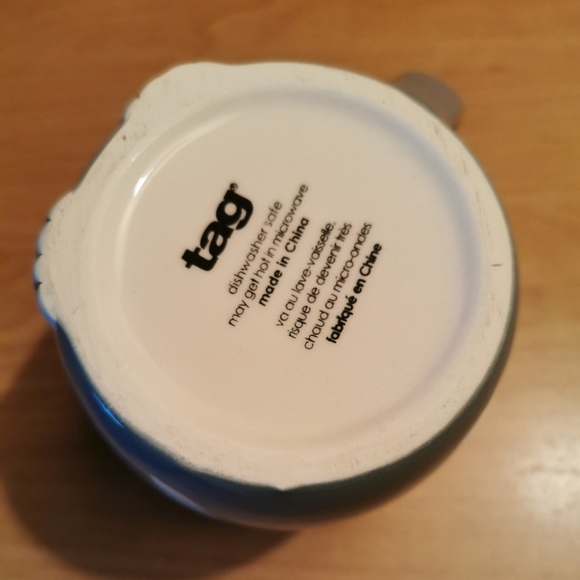 tag®
dishwasher safe
may get hot in microwave
made in China
va au lave-vaisselle.
risque de devenir très
chaud au micro-ondes
fabriqué en Chine